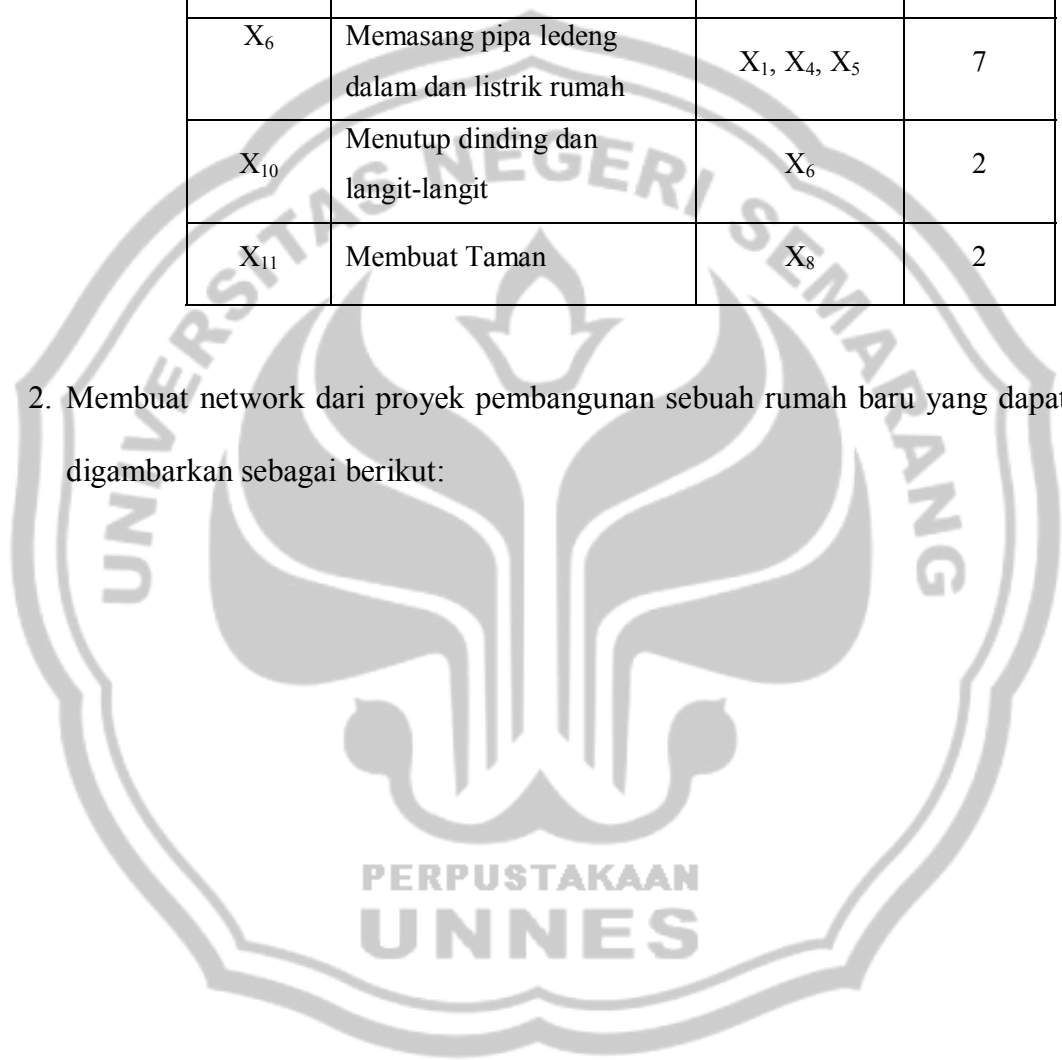 X₆ Memasang pipa ledeng dalam dan listrik rumah X₁, X₄, X₅ 7
X₁₀ Menutup dinding dan langit-langit X₆ 2
X₁₁ Membuat Taman X₈ 2
2. Membuat network dari proyek pembangunan sebuah rumah baru yang dapat
digambarkan sebagai berikut:
UNIVERSITAS NEGERI SEMARANG
PERPUSTAKAAN
UNNES